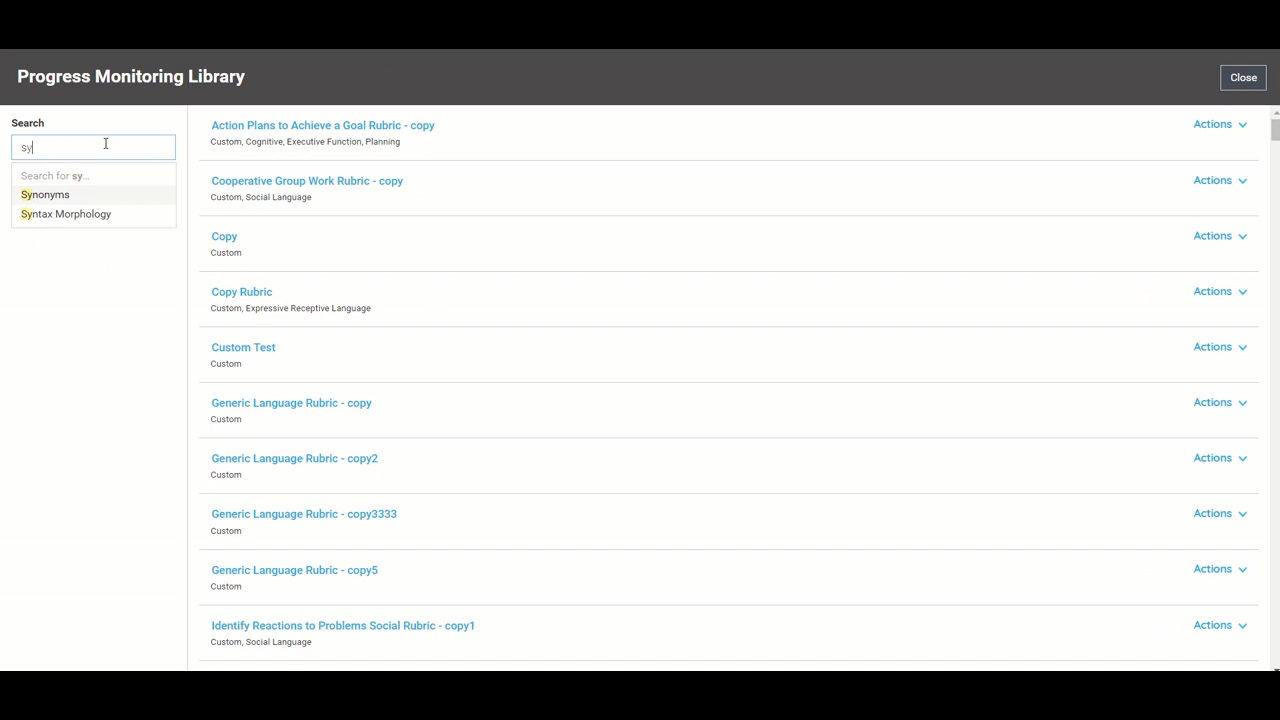 Progress Monitoring Library
Close
Search
sy
Search for sy...
Synonyms
Syntax Morphology
Action Plans to Achieve a Goal Rubric - copy
Actions
Custom, Cognitive, Executive Function, Planning
Cooperative Group Work Rubric - copy
Actions
Custom, Social Language
Copy
Actions
Custom
Copy Rubric
Actions
Custom, Expressive Receptive Language
Custom Test
Actions
Custom
Generic Language Rubric - copy
Actions
Custom
Generic Language Rubric - copy2
Actions
Custom
Generic Language Rubric - copy3333
Actions
Custom
Generic Language Rubric - copy5
Actions
Custom
Identify Reactions to Problems Social Rubric - copy1
Actions
Custom, Social Language